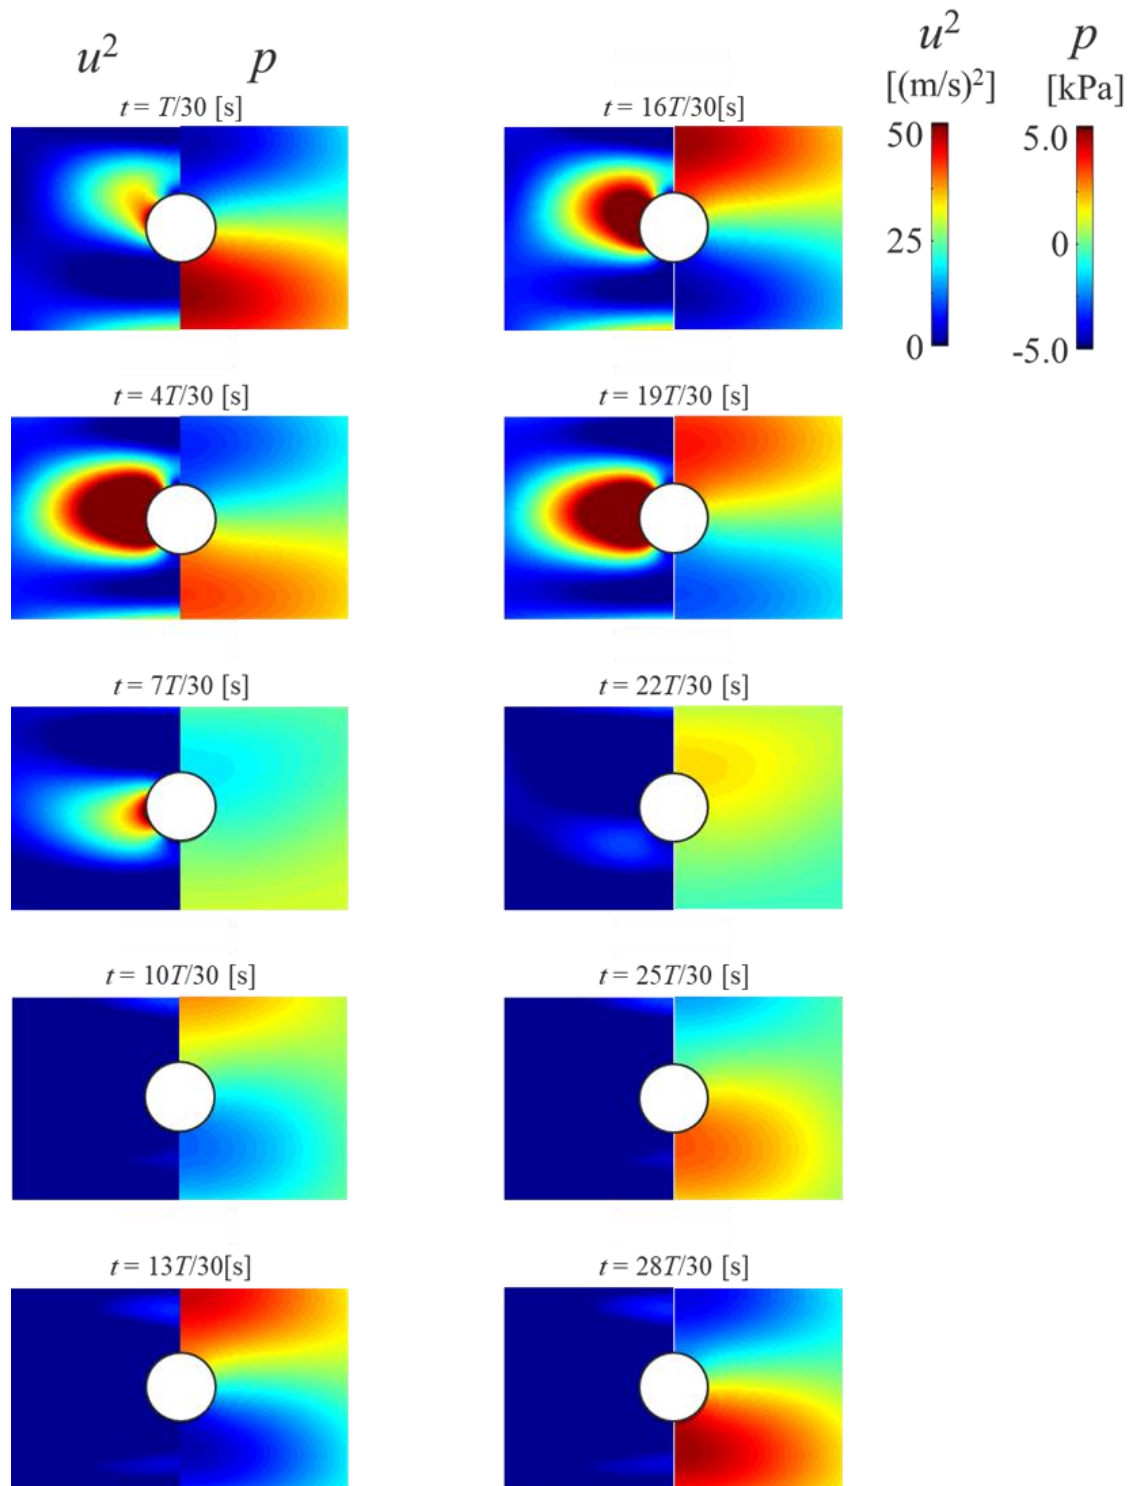 u² p
t = T/30 [s]
t = 4T/30 [s]
t = 7T/30 [s]
t = 10T/30 [s]
t = 13T/30[s]
t = 16T/30[s]
t = 19T/30 [s]
t = 22T/30 [s]
t = 25T/30 [s]
t = 28T/30 [s]
u² p
[(m/s)²] [kPa]
50 5.0
25 0
0 -5.0